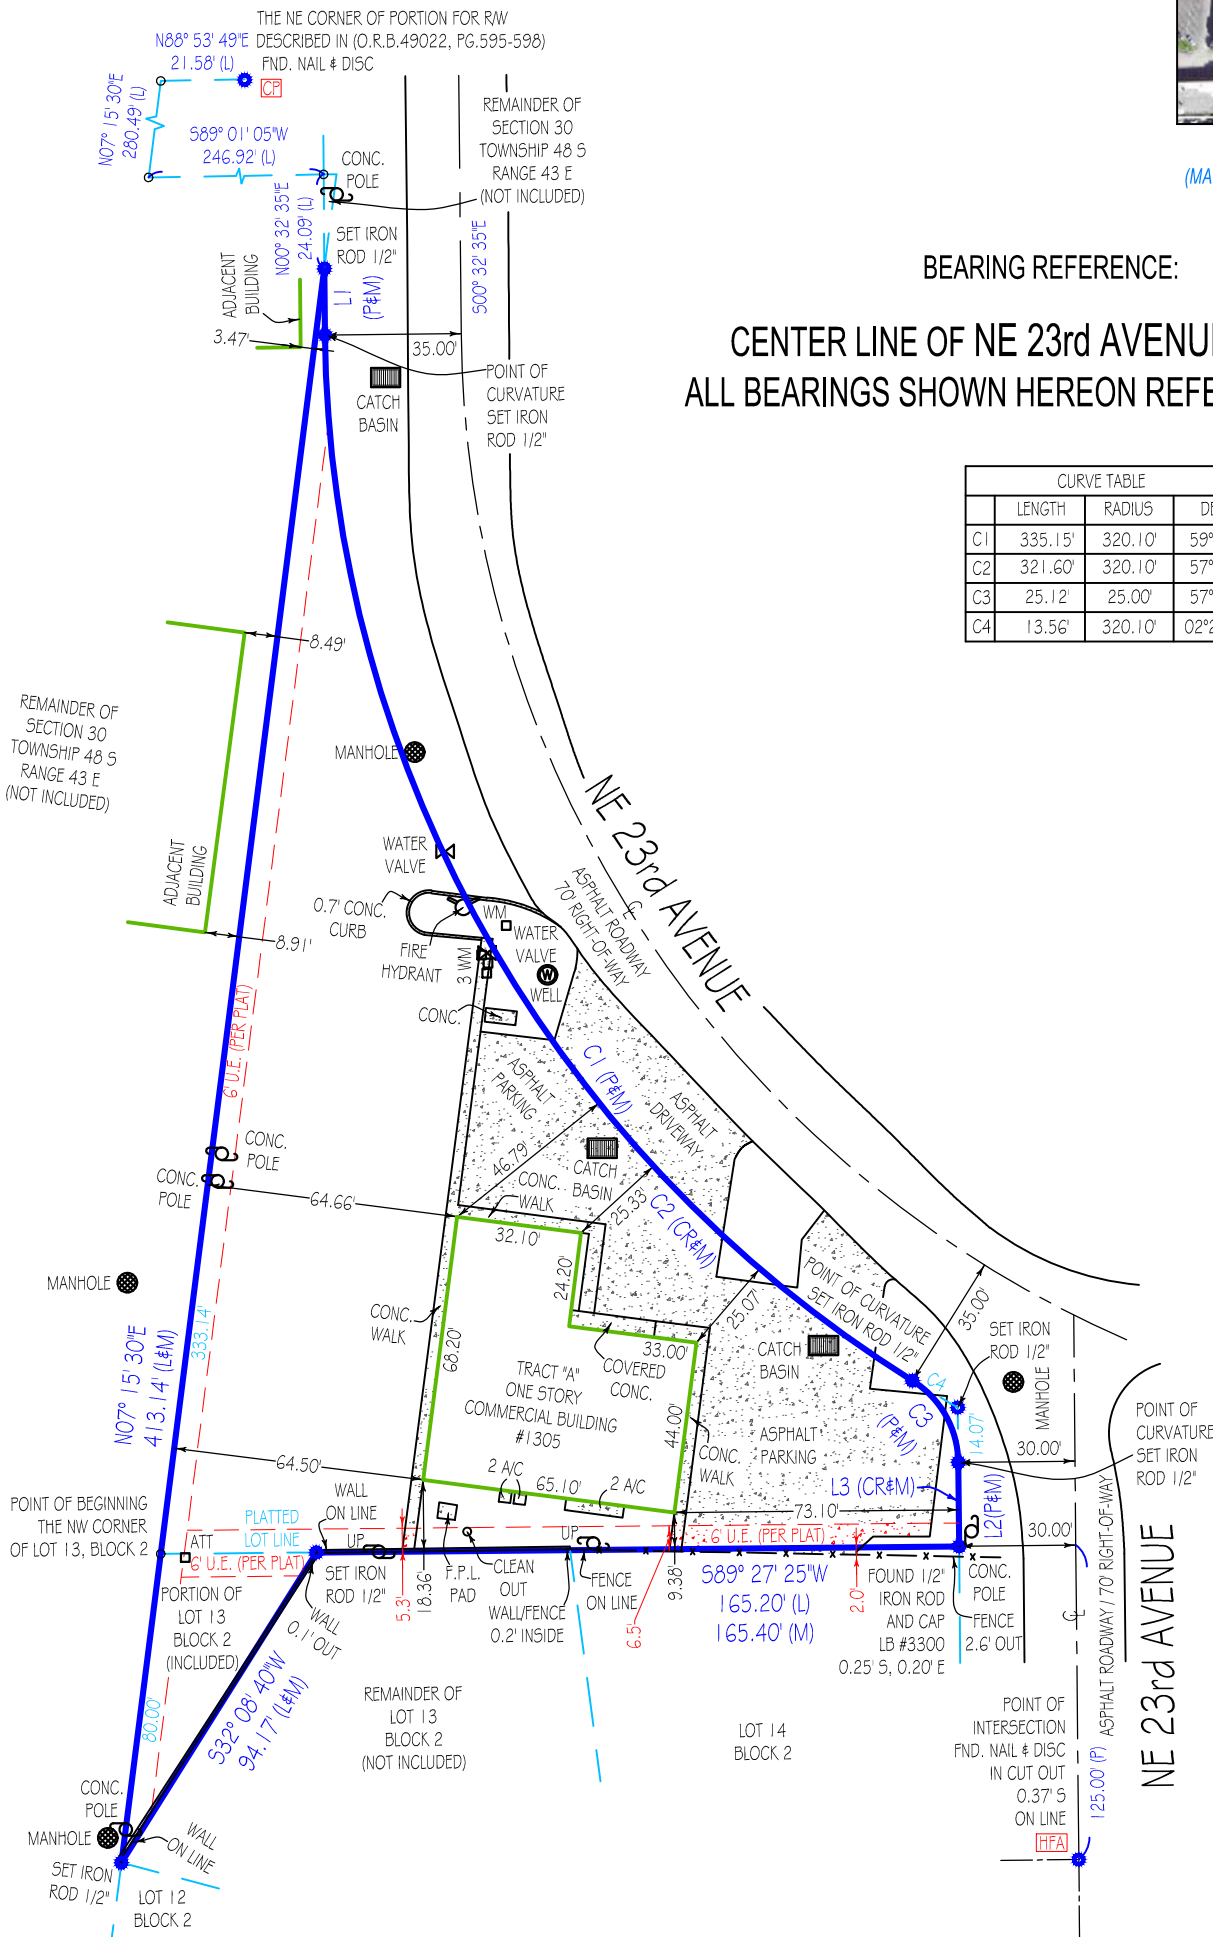 THE NE CORNER OF PORTION FOR R/W
DESCRIBED IN (O.R.B.49022, PG.595-598)
FND. NAIL & DISC
N88° 53' 49"E
21.58' (L)
CP
N07° 15' 30"E
280.49' (L)
S89° 01' 05"W
246.92' (L)
CONC.
POLE
REMAINDER OF
SECTION 30
TOWNSHIP 48 S
RANGE 43 E
(NOT INCLUDED)
(MA
N00° 32' 35"E
24.09' (L)
SET IRON
ROD 1/2"
S00° 32' 35"E
ADJACENT
BUILDING
L1
(P&M)
3.47'
35.00'
BEARING REFERENCE:
CENTER LINE OF NE 23rd AVENU
ALL BEARINGS SHOWN HEREON REFE
POINT OF
CURVATURE
SET IRON
ROD 1/2"
CATCH
BASIN
CURVE TABLE
LENGTH RADIUS DE
C1 335.15' 320.10' 59°
C2 321.60' 320.10' 57°
C3 25.12' 25.00' 57°
C4 13.56' 320.10' 02°2
8.49'
REMAINDER OF
SECTION 30
TOWNSHIP 48 S
RANGE 43 E
(NOT INCLUDED)
MANHOLE
NE 23rd AVENUE
ADJACENT
BUILDING
WATER
VALVE
ASPHALT ROADWAY
70' RIGHT-OF-WAY
0.7' CONC.
CURB
WM
8.91'
FIRE
HYDRANT
3 WM
WATER
VALVE
WELL
CONC.
6' U.E. (PER PLAT)
C1 (P&M)
ASPHALT
PARKING
ASPHALT
DRIVEWAY
CONC.
POLE
CONC.
POLE
46.79'
CATCH
BASIN
CONC.
WALK
25.33'
C2 (CR&M)
64.66'
32.10'
24.20'
MANHOLE
POINT OF CURVATURE
SET IRON ROD 1/2"
35.00'
25.07'
CONC.
WALK
N07° 15' 30"E
413.14' (L&M)
333.14'
68.20'
33.00'
COVERED
CONC.
CATCH
BASIN
SET IRON
ROD 1/2"
TRACT "A"
ONE STORY
COMMERCIAL BUILDING
#1305
C4
MANHOLE
C3
(P&M)
14.07'
44.00'
ASPHALT
PARKING
CONC.
WALK
30.00'
POINT OF
CURVATURE
SET IRON
ROD 1/2"
64.50'
2 A/C
65.10'
2 A/C
L3 (CR&M)
73.10'
L2(P&M)
POINT OF BEGINNING
THE NW CORNER
OF LOT 13, BLOCK 2
PLATTED
LOT LINE
WALL
ON LINE
ATT
6' U.E. (PER PLAT)
UP
UP
6' U.E. (PER PLAT)
30.00'
PORTION OF
LOT 13
BLOCK 2
(INCLUDED)
SET IRON
ROD 1/2"
WALL
0.1' OUT
5.3'
18.36'
F.P.L.
PAD
CLEAN
OUT
WALL/FENCE
0.2' INSIDE
FENCE
ON LINE
6.5'
9.38'
S89° 27' 25"W
165.20' (L)
165.40' (M)
2.0'
FOUND 1/2"
IRON ROD
AND CAP
LB #3300
0.25' S, 0.20' E
CONC.
POLE
FENCE
2.6' OUT
ASPHALT ROADWAY / 70' RIGHT-OF-WAY
NE 23rd AVENUE
S32° 08' 40"W
94.17' (L&M)
80.00'
REMAINDER OF
LOT 13
BLOCK 2
(NOT INCLUDED)
LOT 14
BLOCK 2
POINT OF
INTERSECTION
FND. NAIL & DISC
IN CUT OUT
0.37' S
ON LINE
HFA
125.00' (P)
CONC.
POLE
MANHOLE
WALL
ON LINE
SET IRON
ROD 1/2"
LOT 12
BLOCK 2